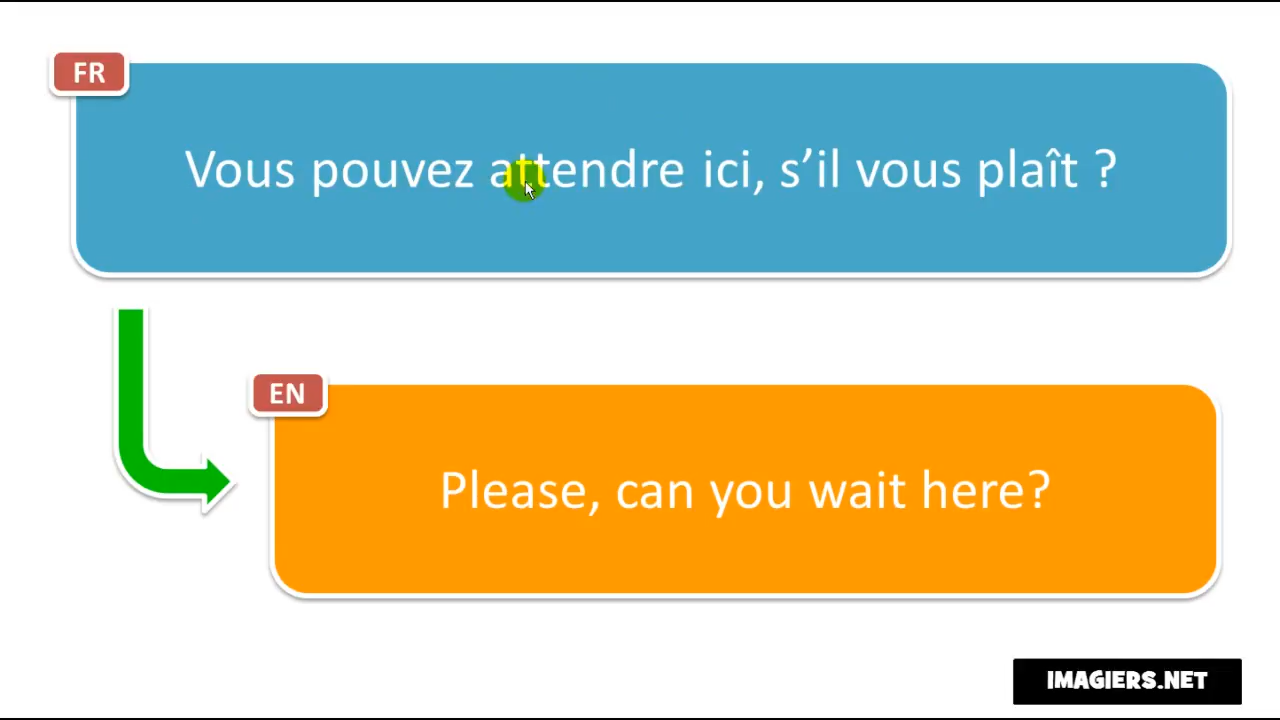 FR
Vous pouvez attendre ici, s’il vous plaît ?
EN
Please, can you wait here?
IMAGIERS.NET